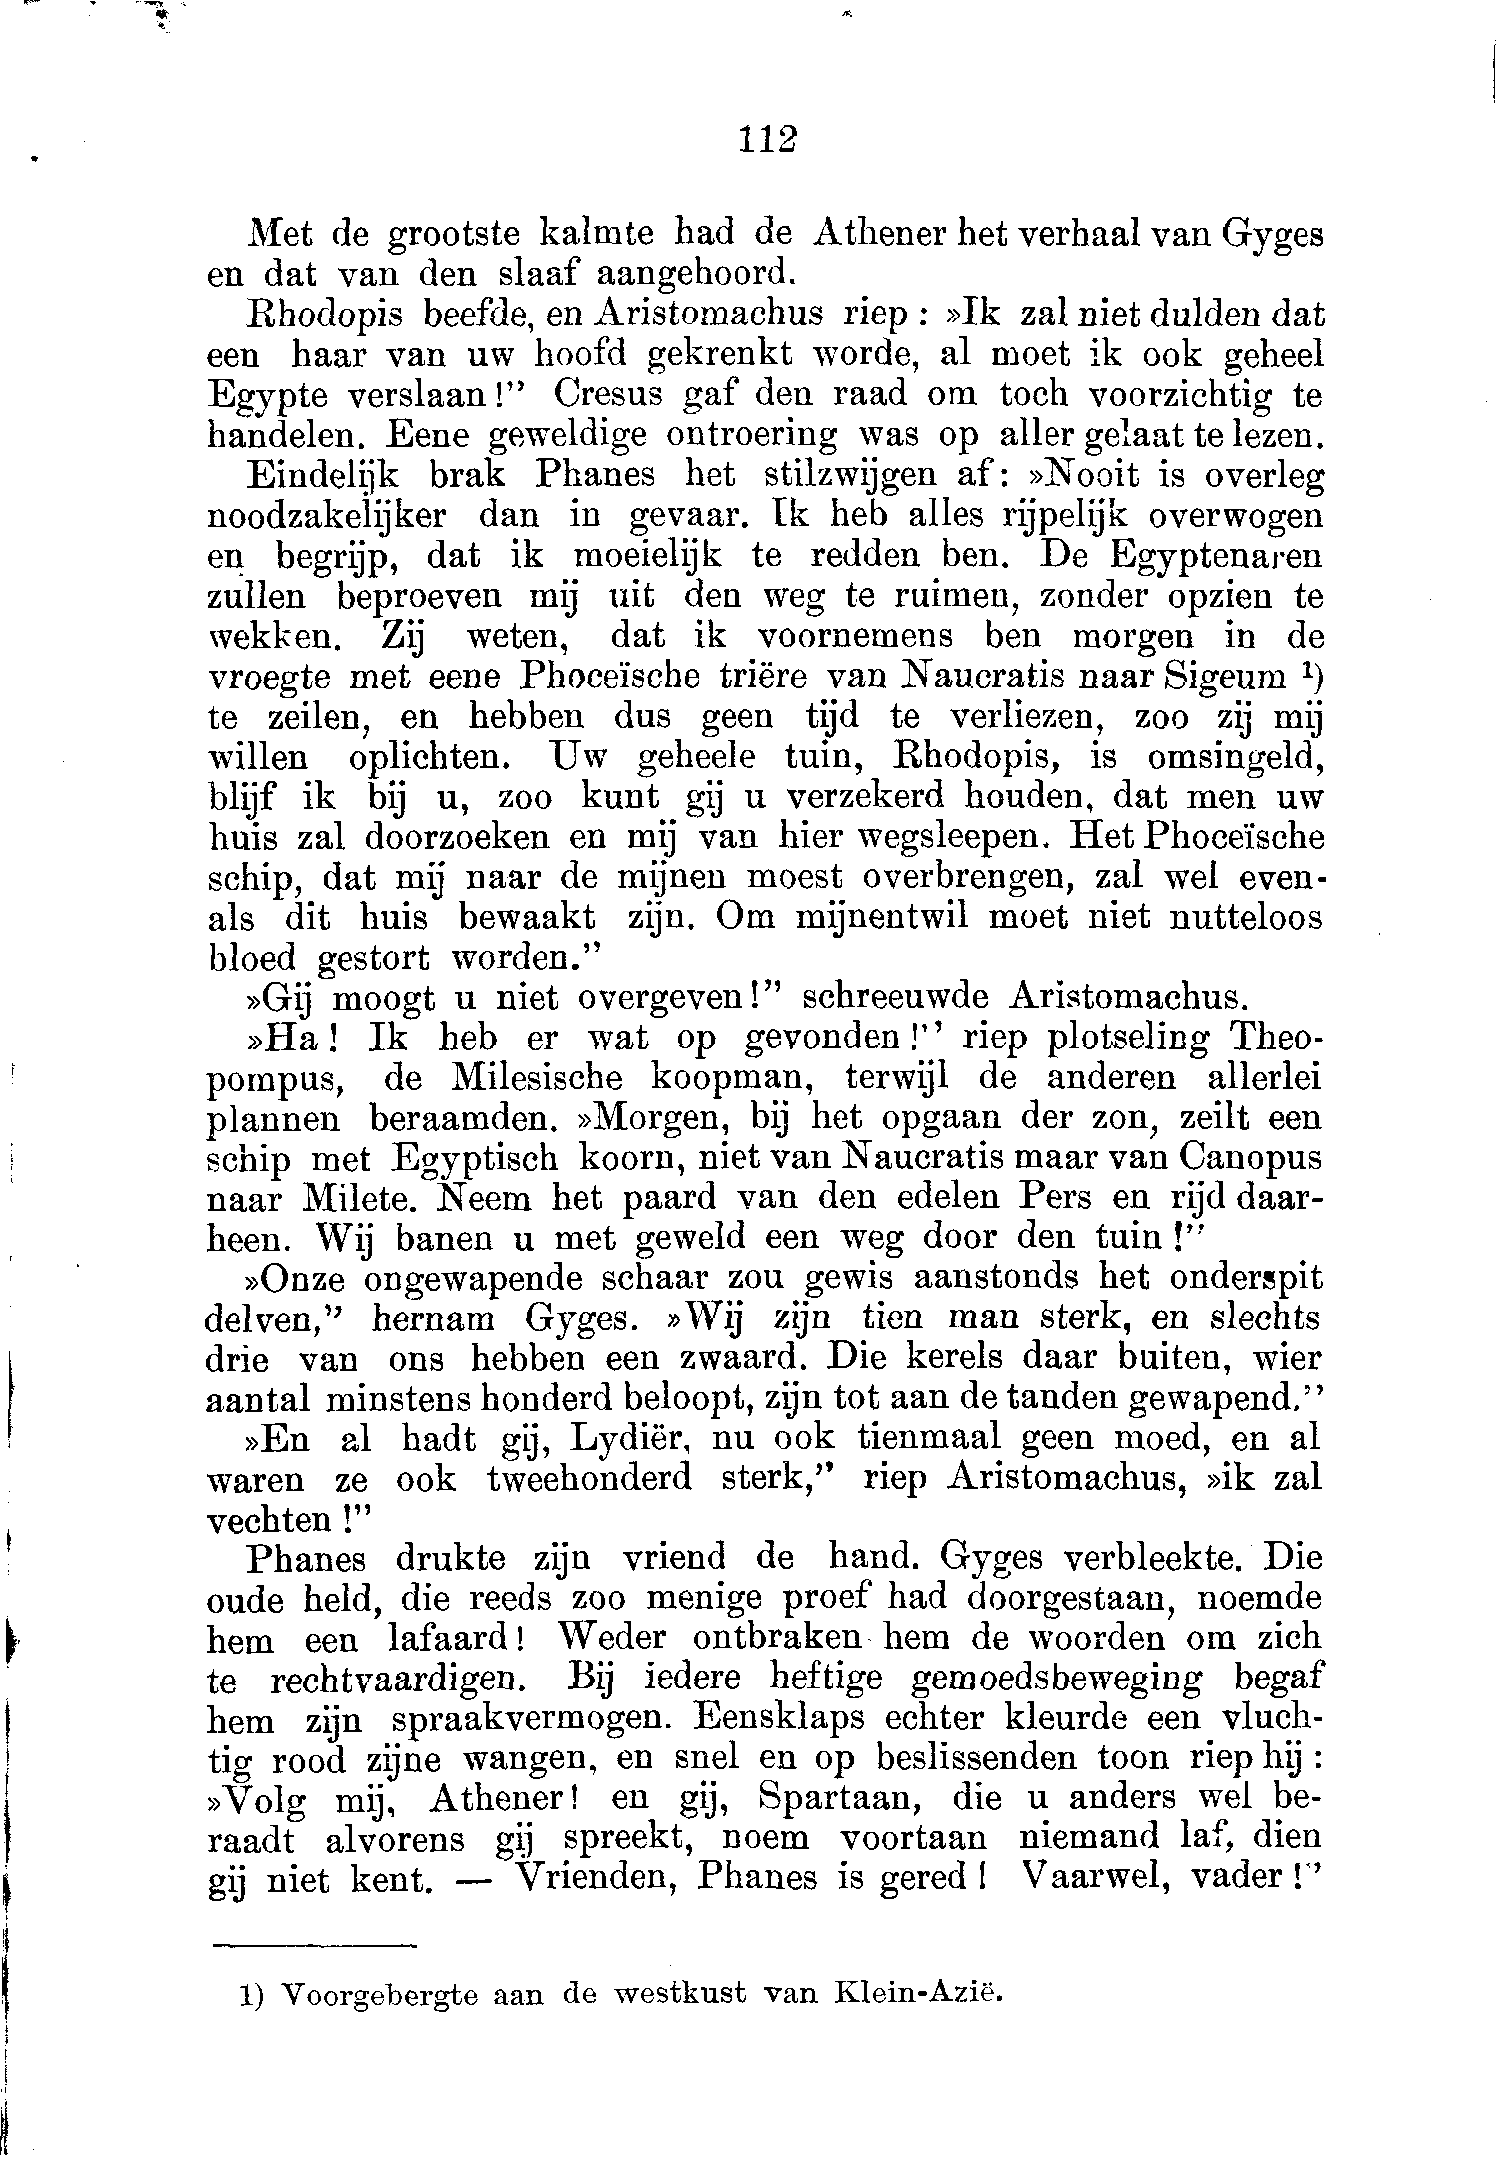 112
Met de grootste kalmte had de Athener het verhaal van Gyges
en dat van den slaaf aangehoord.
Rhodopis beefde, en Aristomachus riep : »Ik zal niet dulden dat
een haar van uw hoofd gekrenkt worde, al moet ik ook geheel
Egypte verslaan !” Cresus gaf den raad om toch voorzichtig te
handelen. Eene geweldige ontroering was op aller gelaat te lezen.
Eindelijk brak Phanes het stilzwijgen af: »Nooit is overleg
noodzakelijker dan in gevaar. Ik heb alles rijpelijk overwogen
en begrijp, dat ik moeielijk te redden ben. De Egyptenaren
zullen beproeven mij uit den weg te ruimen, zonder opzien te
wekken. Zij weten, dat ik voornemens ben morgen in de
vroegte met eene Phoceïsche triëre van Naucratis naar Sigeum ¹)
te zeilen, en hebben dus geen tijd te verliezen, zoo zij mij
willen oplichten. Uw geheele tuin, Rhodopis, is omsingeld,
blijf ik bij u, zoo kunt gij u verzekerd houden, dat men uw
huis zal doorzoeken en mij van hier wegsleepen. Het Phoceïsche
schip, dat mij naar de mijnen moest overbrengen, zal wel even-
als dit huis bewaakt zijn. Om mijnentwil moet niet nutteloos
bloed gestort worden.”
»Gij moogt u niet overgeven!” schreeuwde Aristomachus.
»Ha ! Ik heb er wat op gevonden !” riep plotseling Theo-
pompus, de Milesische koopman, terwijl de anderen allerlei
plannen beraamden. »Morgen, bij het opgaan der zon, zeilt een
schip met Egyptisch koorn, niet van Naucratis maar van Canopus
naar Milete. Neem het paard van den edelen Pers en rijd daar-
heen. Wij banen u met geweld een weg door den tuin !”
»Onze ongewapende schaar zou gewis aanstonds het onderspit
delven,” hernam Gyges. »Wij zijn tien man sterk, en slechts
drie van ons hebben een zwaard. Die kerels daar buiten, wier
aantal minstens honderd beloopt, zijn tot aan de tanden gewapend.”
»En al hadt gij, Lydiër, nu ook tienmaal geen moed, en al
waren ze ook tweehonderd sterk,” riep Aristomachus, »ik zal
vechten !”
Phanes drukte zijn vriend de hand. Gyges verbleekte. Die
oude held, die reeds zoo menige proef had doorgestaan, noemde
hem een lafaard! Weder ontbraken hem de woorden om zich
te rechtvaardigen. Bij iedere heftige gemoedsbeweging begaf
hem zijn spraakvermogen. Eensklaps echter kleurde een vluch-
tig rood zijne wangen, en snel en op beslissenden toon riep hij :
»Volg mij, Athener! en gij, Spartaan, die u anders wel be-
raadt alvorens gij spreekt, noem voortaan niemand laf, dien
gij niet kent. — Vrienden, Phanes is gered ! Vaarwel, vader !”
1) Voorgebergte aan de westkust van Klein-Azië.